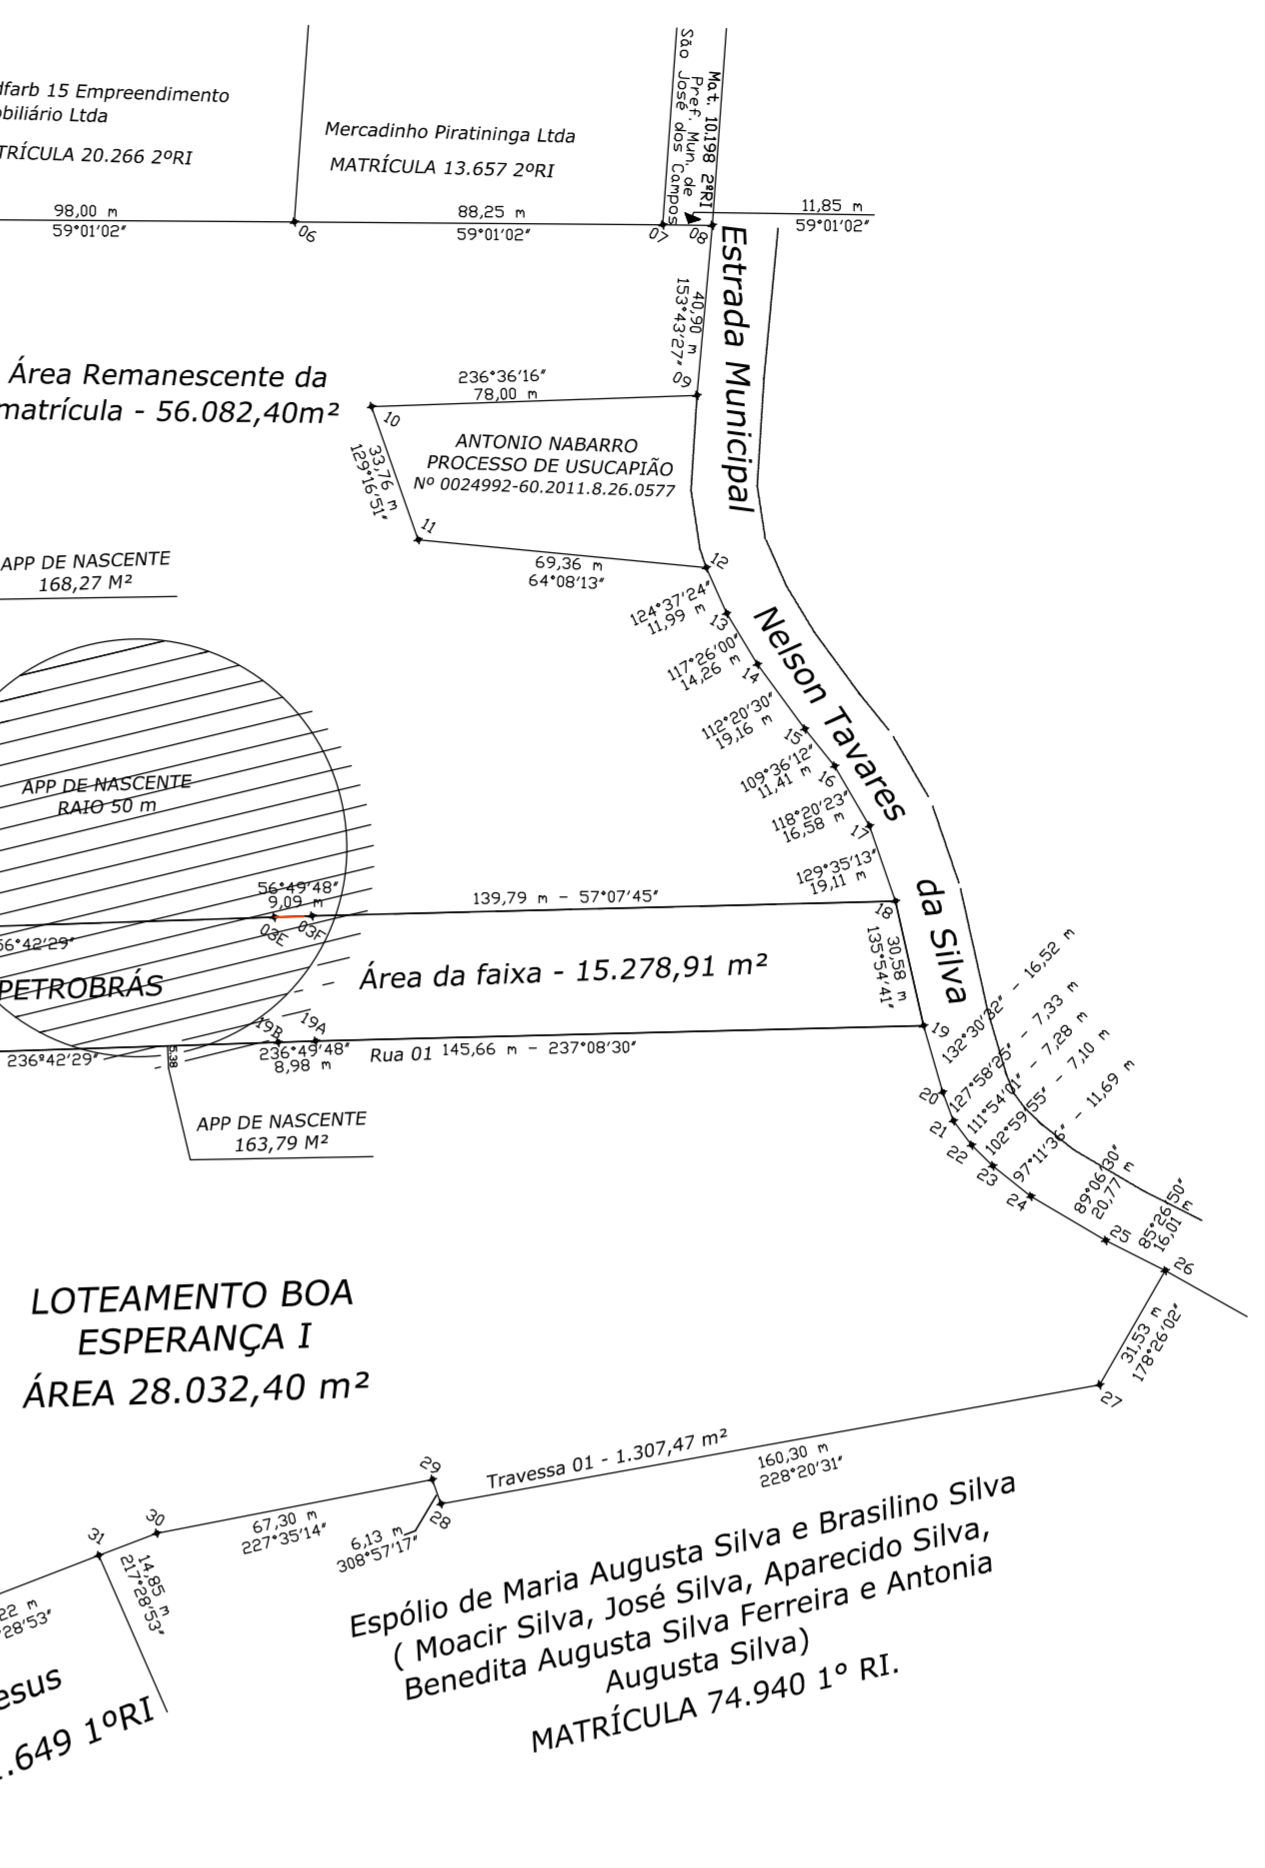 dfarb 15 Empreendimento
obiliário Ltda
TRÍCULA 20.266 2ºRI
Mercadinho Piratininga Ltda
MATRÍCULA 13.657 2ºRI
Mat. 10.198 2ªRI
Pref. Mun. de
São José dos Campos
98,00 m
59°01'02"
06
88,25 m
59°01'02"
07
08
11,85 m
59°01'02"
Estrada Municipal
40,90 m
153°43'27"
09
Área Remanescente da
matrícula - 56.082,40m²
236°36'16"
78,00 m
10
ANTONIO NABARRO
PROCESSO DE USUCAPIÃO
Nº 0024992-60.2011.8.26.0577
33,76 m
129°16'51"
11
69,36 m
64°08'13"
12
APP DE NASCENTE
168,27 M²
124°37'24"
11,99 m
13
Nelson Tavares
117°26'00"
14,26 m
14
112°20'30"
19,16 m
15
109°36'12"
11,41 m
16
118°20'23"
16,58 m
17
APP DE NASCENTE
RAIO 50 m
129°35'13"
19,11 m
18
da Silva
56°49'48"
9,09 m
03E
03F
139,79 m - 57°07'45"
56°42'29"
PETROBRÁS
Área da faixa - 15.278,91 m²
30,58 m
135°54'41"
19
19B
19A
236°42'29"
5,38
236°49'48"
8,98 m
Rua 01
145,66 m - 237°08'30"
132°30'32" - 16,52 m
20
127°58'25" - 7,33 m
21
111°54'01" - 7,28 m
22
102°59'55" - 7,10 m
23
97°11'36" - 11,69 m
24
89°06'30"
20,77 m
25
85°26'50"
16,01 m
26
APP DE NASCENTE
163,79 M²
LOTEAMENTO BOA
ESPERANÇA I
ÁREA 28.032,40 m²
31,53 m
178°26'02"
27
Travessa 01 - 1.307,47 m²
160,30 m
228°20'31"
29
28
6,13 m
308°57'17"
67,30 m
227°35'14"
30
31
14,85 m
217°28'53"
22 m
28'53"
Espólio de Maria Augusta Silva e Brasilino Silva
( Moacir Silva, José Silva, Aparecido Silva,
Benedita Augusta Silva Ferreira e Antonia
Augusta Silva)
MATRÍCULA 74.940 1º RI.
esus
.649 1ºRI